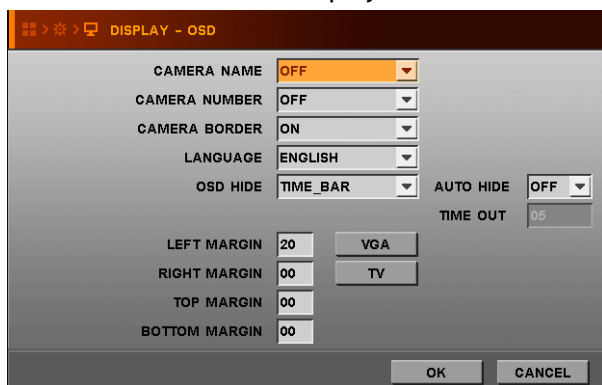 DISPLAY - OSD
CAMERA NAME OFF
CAMERA NUMBER OFF
CAMERA BORDER ON
LANGUAGE ENGLISH
OSD HIDE TIME_BAR AUTO HIDE OFF
TIME OUT 05
LEFT MARGIN 20 VGA
RIGHT MARGIN 00 TV
TOP MARGIN 00
BOTTOM MARGIN 00
OK CANCEL